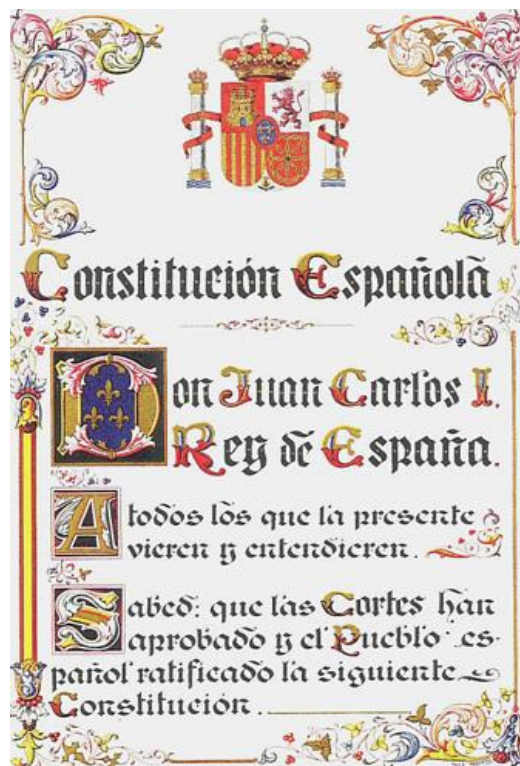 Constitución Española
Don Juan Carlos I.
Rey de España.
A todos los que la presente
vieren y entendieren.
Sabed: que las Cortes han
aprobado y el Pueblo es-
pañol ratificado la siguiente
Constitución.